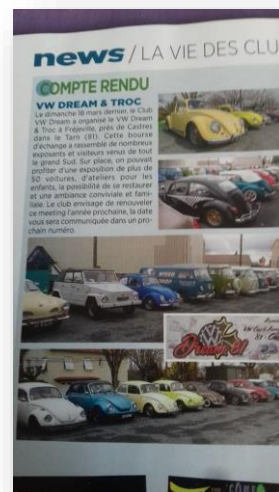 news / LA VIE DES CLU
COMPTE RENDU
VW DREAM & TROC
Le dimanche 18 mars dernier, le Club
VW Dream a organisé le VW Dream
& Troc à Fréjeville, près de Castres
dans le Tarn (81). Cette bourse
d'échange a rassemblé de nombreux
exposants et visiteurs venus de tout
le grand Sud. Sur place, on pouvait
profiter d'une exposition de plus de
50 voitures, d'ateliers pour les
enfants, la possibilité de se restaurer
et une ambiance conviviale et fami-
liale. Le club envisage de renouveler
ce meeting l'année prochaine, la date
vous sera communiquée dans un pro-
chain numéro.
Dream 81